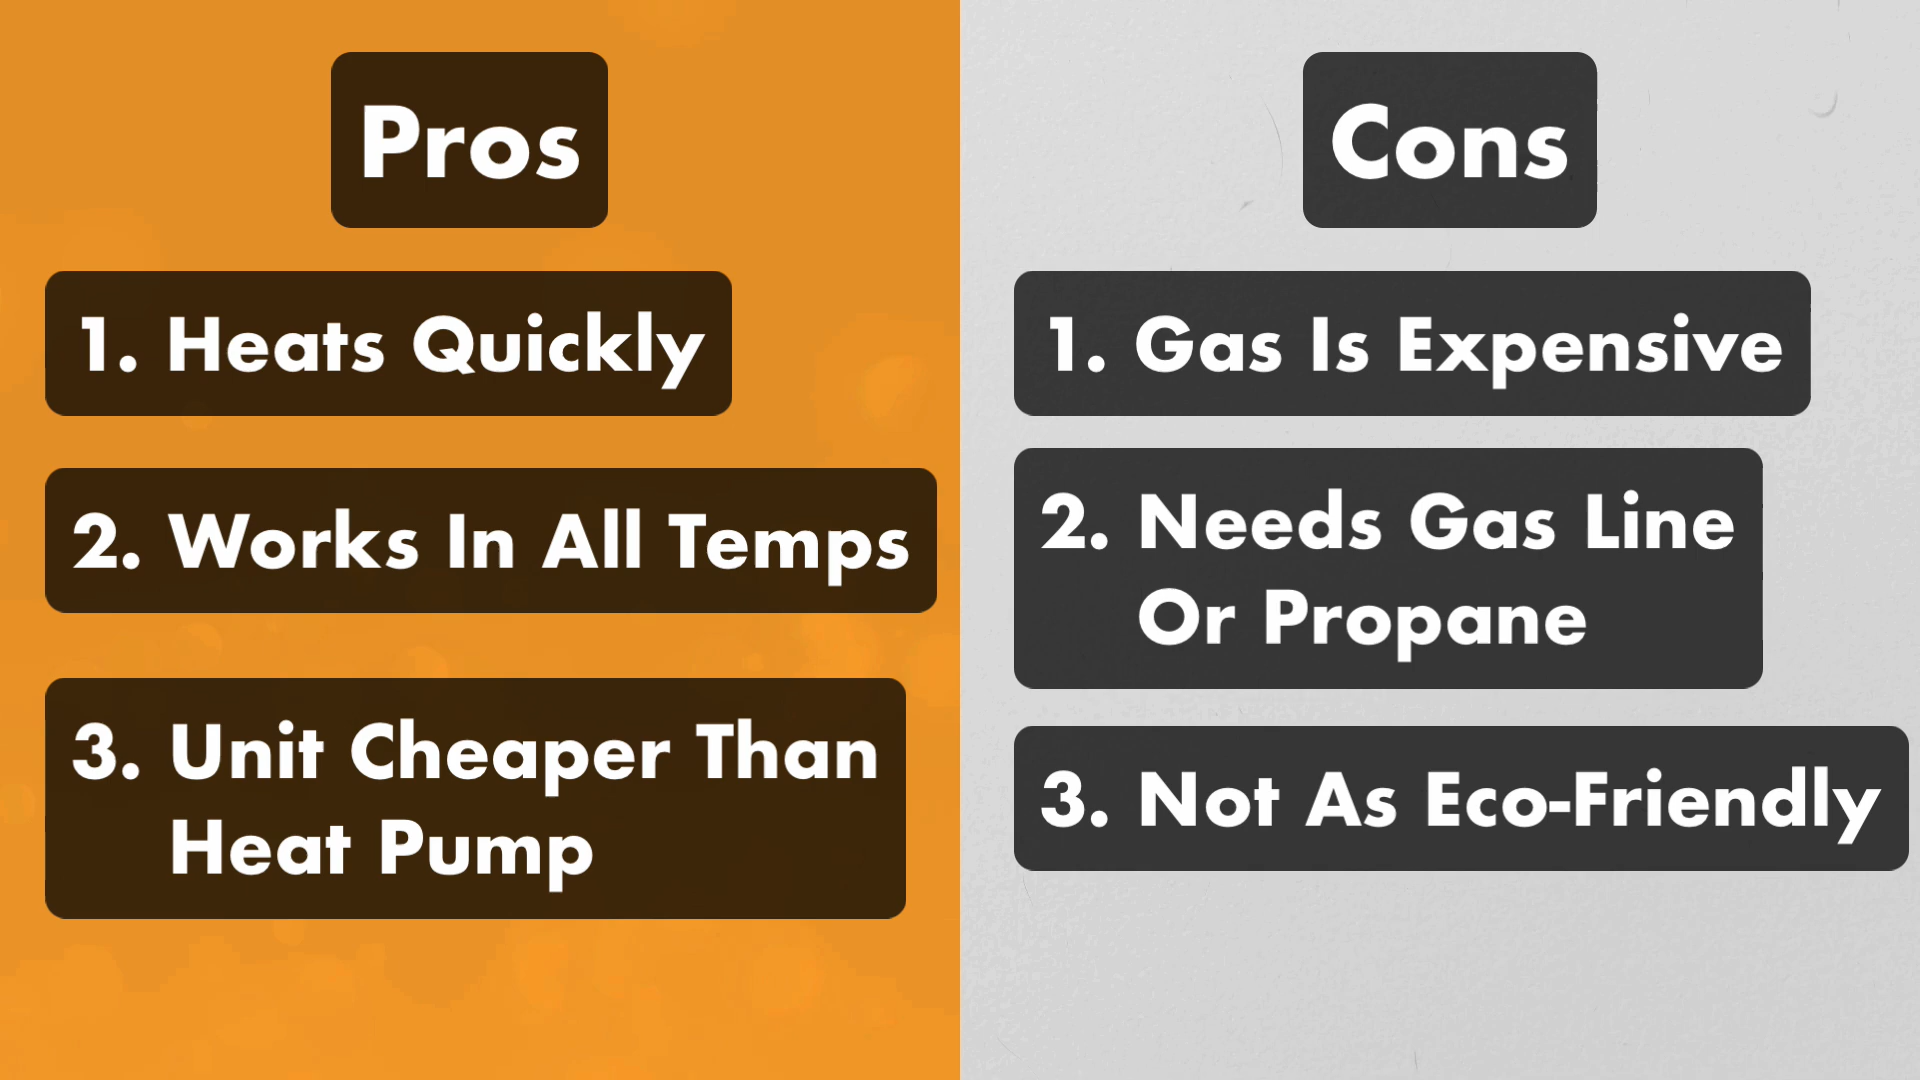 Pros
1. Heats Quickly
2. Works In All Temps
3. Unit Cheaper Than
Heat Pump
Cons
1. Gas Is Expensive
2. Needs Gas Line
Or Propane
3. Not As Eco-Friendly